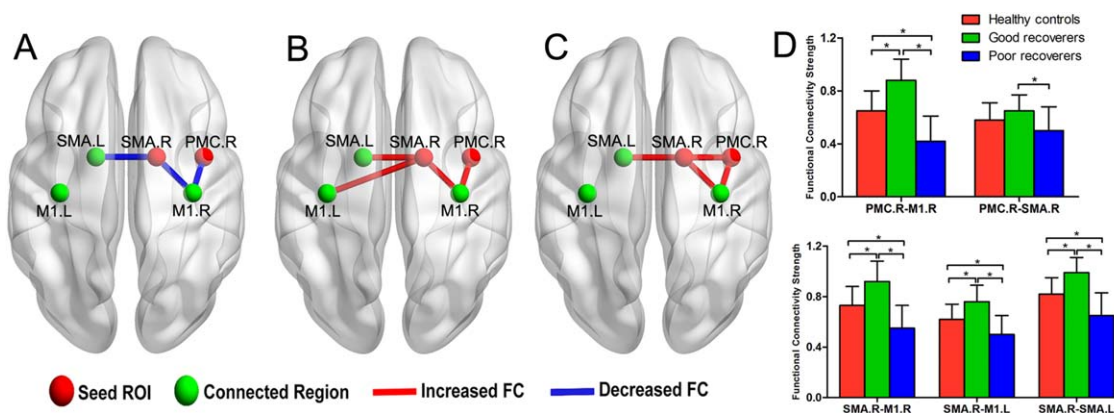 A
SMA.L
SMA.R
PMC.R
M1.L
M1.R
B
SMA.L
SMA.R
PMC.R
M1.L
M1.R
C
SMA.L
SMA.R
PMC.R
M1.L
M1.R
Seed ROI
Connected Region
Increased FC
Decreased FC
D
Healthy controls
Good recoverers
Poor recoverers
Functional Connectivity Strength
1.2
0.8
0.4
0.0
* * *
*
PMC.R-M1.R
PMC.R-SMA.R
Functional Connectivity Strength
1.2
0.8
0.4
0.0
* * *
* * *
* * *
SMA.R-M1.R
SMA.R-M1.L
SMA.R-SMA.L